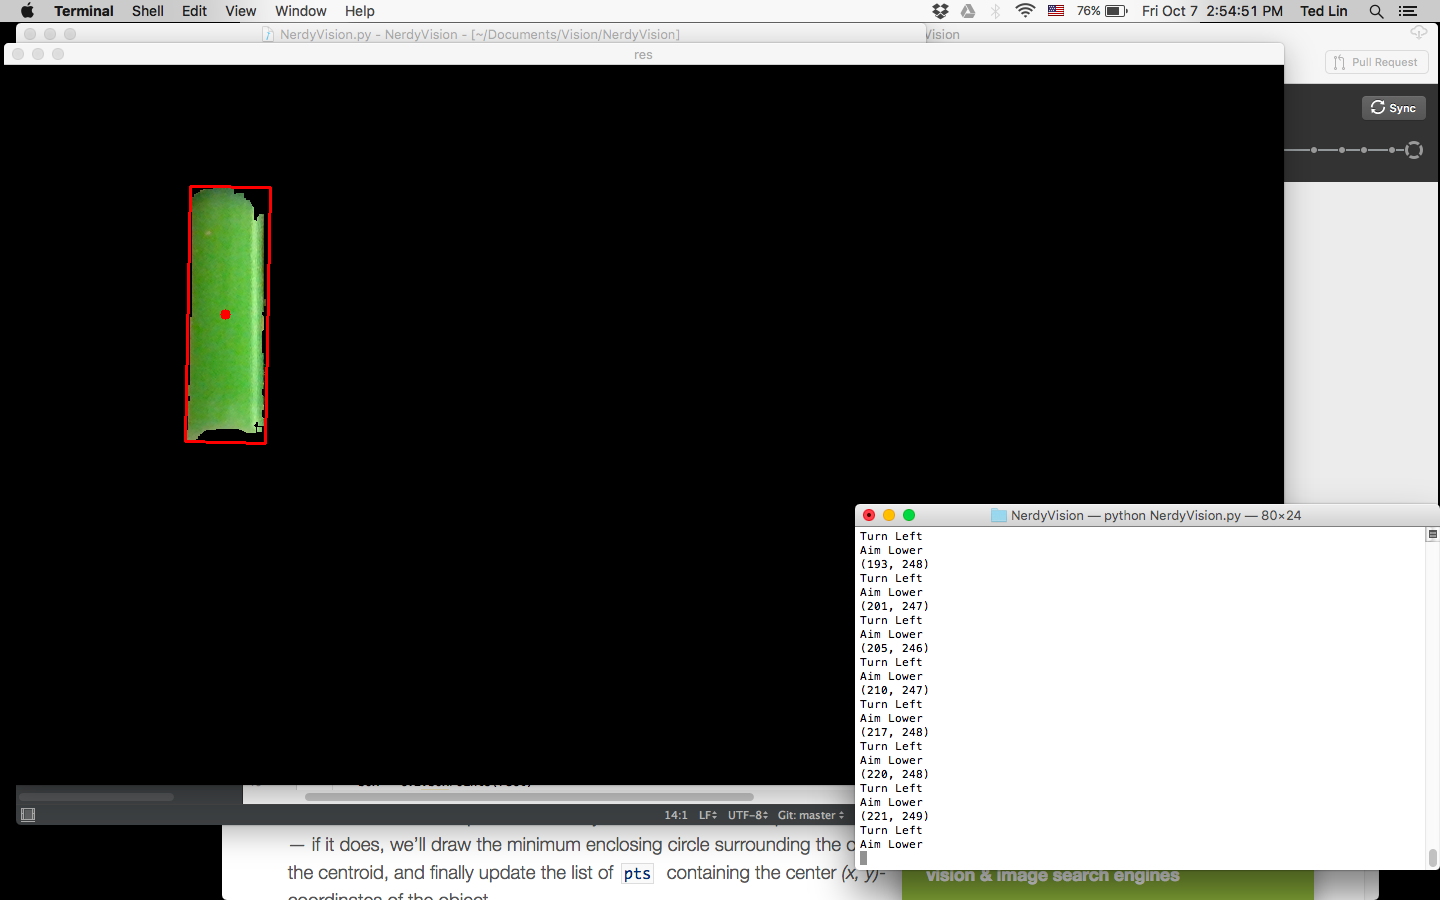 Terminal Shell Edit View Window Help 76% Fri Oct 7 2:54:51 PM Ted Lin
NerdyVision.py - NerdyVision - [~/Documents/Vision/NerdyVision]
Vision
res
Pull Request
Sync
NerdyVision — python NerdyVision.py — 80×24
Turn Left
Aim Lower
(193, 248)
Turn Left
Aim Lower
(201, 247)
Turn Left
Aim Lower
(205, 246)
Turn Left
Aim Lower
(210, 247)
Turn Left
Aim Lower
(217, 248)
Turn Left
Aim Lower
(220, 248)
Turn Left
Aim Lower
(221, 249)
Turn Left
Aim Lower
14:1 LF UTF-8 Git: master
— if it does, we'll draw the minimum enclosing circle surrounding the
the centroid, and finally update the list of pts containing the center (x, y)-
coordinates of the object
vision & image search engines